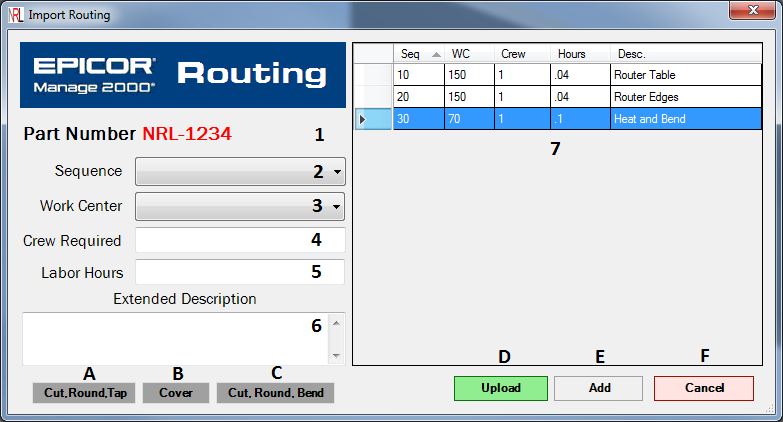 NRL Import Routing
EPICOR® Routing
Manage 2000®
Part Number NRL-1234 1
Sequence 2
Work Center 3
Crew Required 4
Labor Hours 5
Extended Description
6
A B C
Cut,Round,Tap Cover Cut, Round, Bend
Seq WC Crew Hours Desc.
10 150 1 .04 Router Table
20 150 1 .04 Router Edges
30 70 1 .1 Heat and Bend
7
D E F
Upload Add Cancel